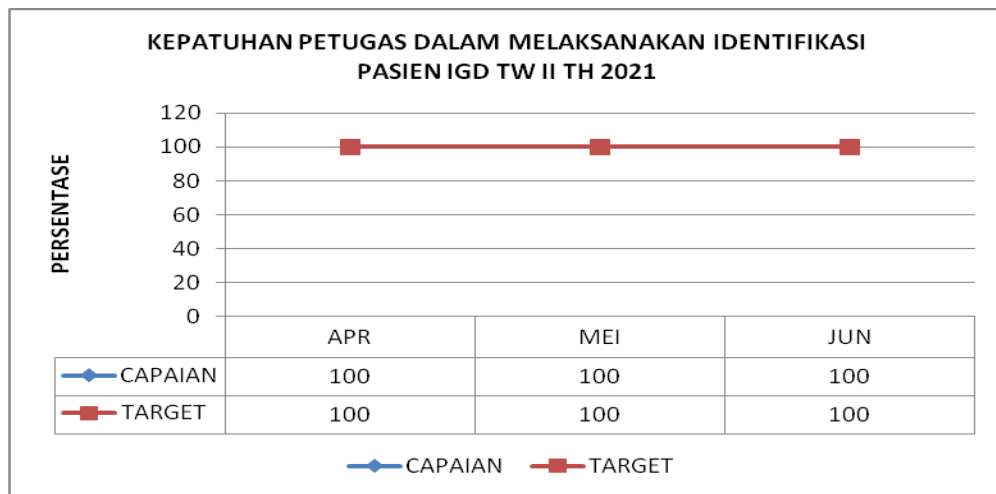 KEPATUHAN PETUGAS DALAM MELAKSANAKAN IDENTIFIKASI
PASIEN IGD TW II TH 2021
PERSENTASE
120
100
80
60
40
20
0
APR MEI JUN
CAPAIAN 100 100 100
TARGET 100 100 100
CAPAIAN TARGET